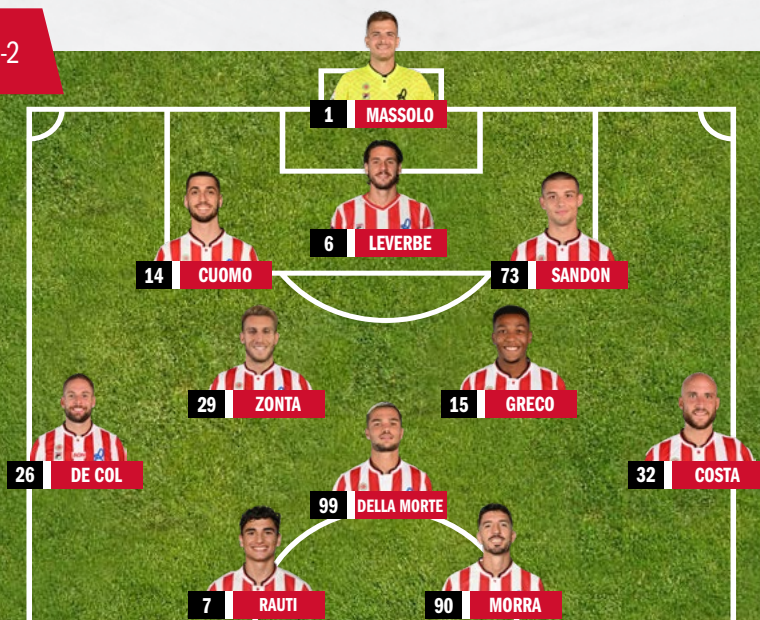 -2
1 MASSOLO
6 LEVERBE
14 CUOMO
73 SANDON
29 ZONTA
15 GRECO
26 DE COL
32 COSTA
99 DELLA MORTE
7 RAUTI
90 MORRA